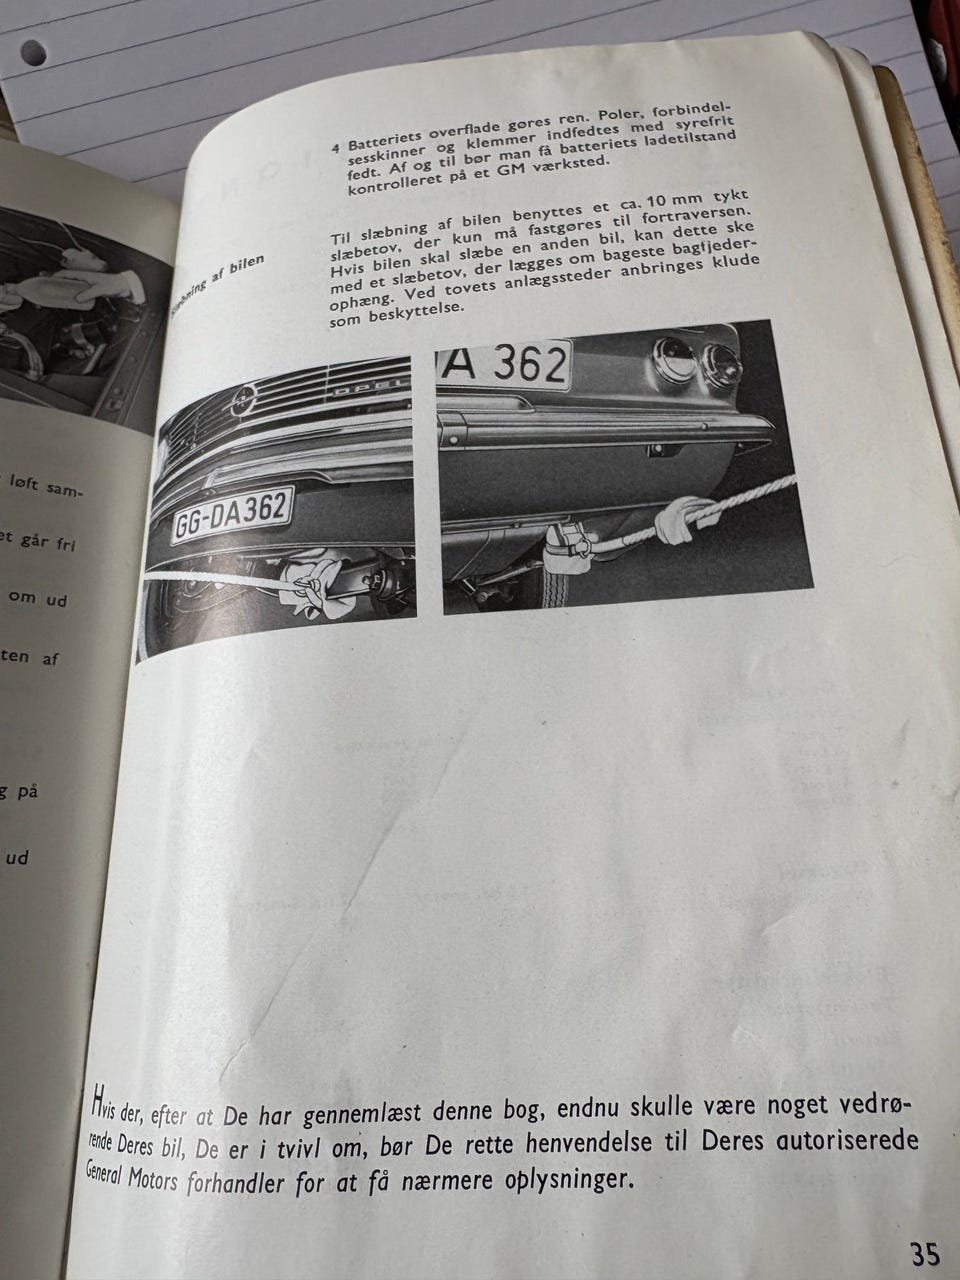 løft sam-
et går fri
om ud
ten af
g på
ud
4 Batteriets overflade gøres ren. Poler, forbindel-
sesskinner og klemmer indfedtes med syrefrit
fedt. Af og til bør man få batteriets ladetilstand
kontrolleret på et GM værksted.
Slæbning af bilen
Til slæbning af bilen benyttes et ca. 10 mm tykt
slæbetov, der kun må fastgøres til fortraversen.
Hvis bilen skal slæbe en anden bil, kan dette ske
med et slæbetov, der lægges om bageste bagfjeder-
ophæng. Ved tovets anlægssteder anbringes klude
som beskyttelse.
OPEL
GG-DA362
A 362
Hvis der, efter at De har gennemlæst denne bog, endnu skulle være noget vedrø-
rende Deres bil, De er i tvivl om, bør De rette henvendelse til Deres autoriserede
General Motors forhandler for at få nærmere oplysninger.
35